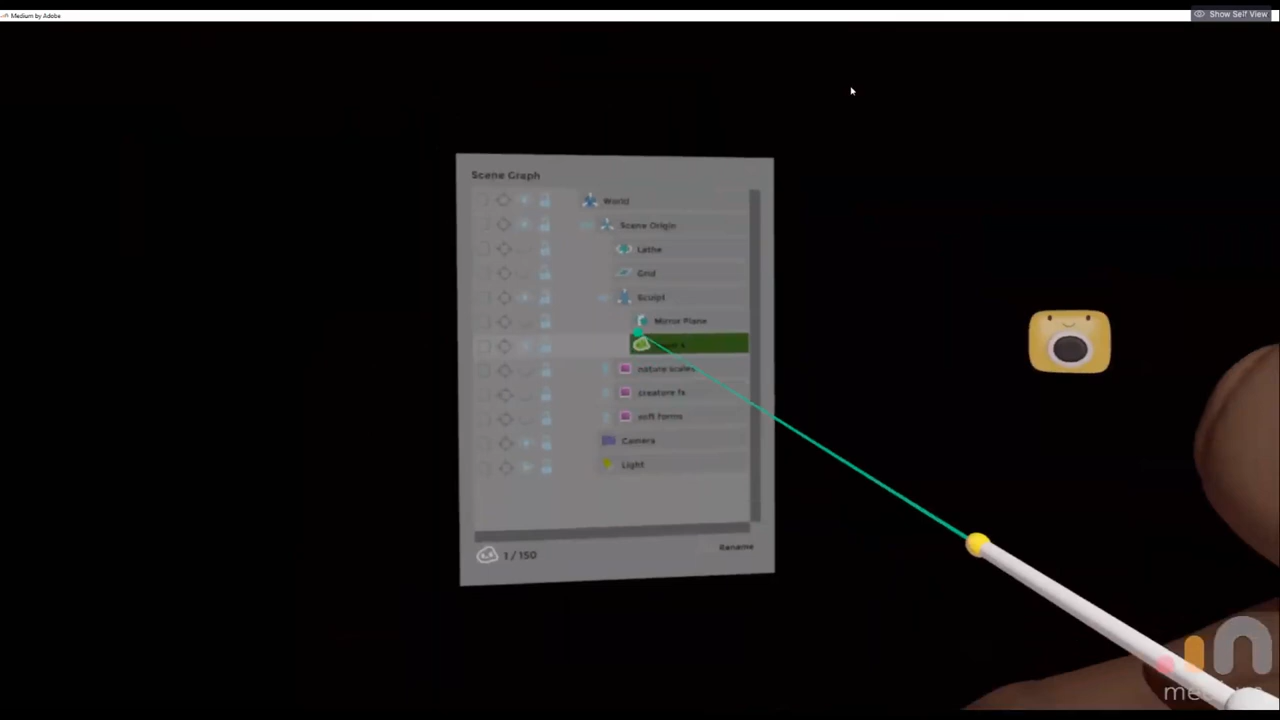 Medium by Adobe
Show Self View
Scene Graph
World
Scene Origin
Lathe
Grid
Sculpt
Mirror Plane
nature scales
creature fx
soft forms
Camera
Light
1 / 150
Rename